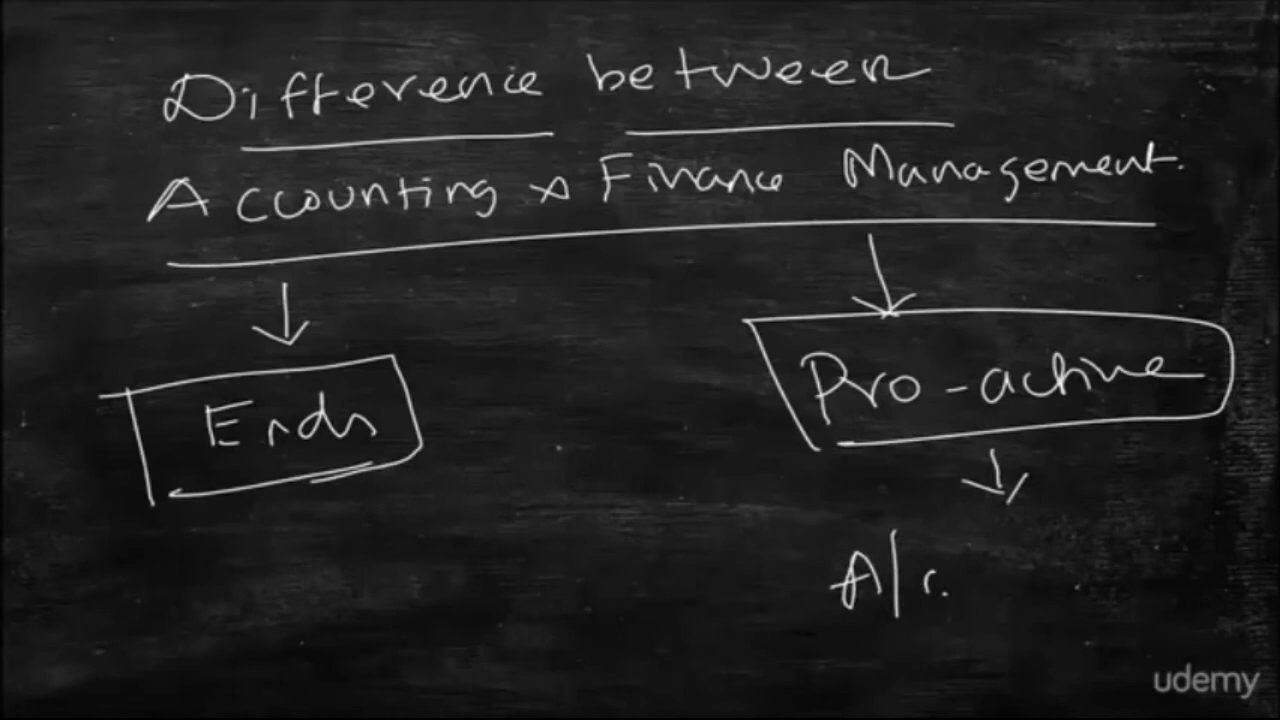 Difference between
Accounting & Finance Management.
Ends
Pro-active
A/c.
udemy